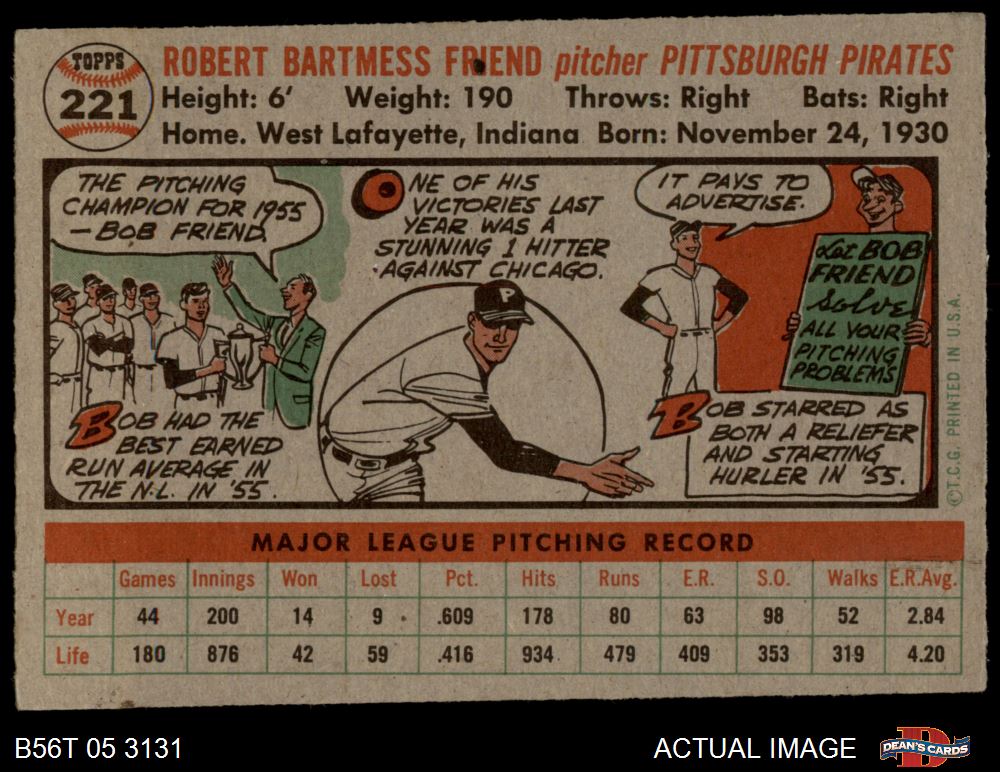 TOPPS
221
ROBERT BARTMESS FRIEND pitcher PITTSBURGH PIRATES
Height: 6' Weight: 190 Throws: Right Bats: Right
Home. West Lafayette, Indiana Born: November 24, 1930
THE PITCHING
CHAMPION FOR 1955
— BOB FRIEND.
BOB HAD THE
BEST EARNED
RUN AVERAGE IN
THE N.L. IN '55.
ONE OF HIS
VICTORIES LAST
YEAR WAS A
STUNNING 1 HITTER
AGAINST CHICAGO.
P
IT PAYS TO
ADVERTISE.
Let BOB
FRIEND
Solve
ALL YOUR
PITCHING
PROBLEMS
BOB STARRED AS
BOTH A RELIEFER
AND STARTING
HURLER IN '55.
©T.C.G. PRINTED IN U.S.A.
MAJOR LEAGUE PITCHING RECORD
Games Innings Won Lost Pct. Hits Runs E.R. S.O. Walks E.R.Avg.
Year 44 200 14 9 .609 178 80 63 98 52 2.84
Life 180 876 42 59 .416 934 479 409 353 319 4.20
B56T 05 3131
ACTUAL IMAGE
D
DEAN'S CARDS